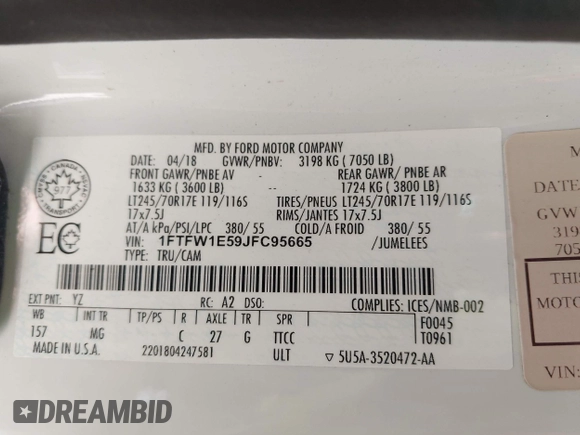 MFD. BY FORD MOTOR COMPANY
DATE: 04/18 GVWR/PNBV: 3198 KG ( 7050 LB)
FRONT GAWR/PNBE AV - REAR GAWR/ PNBE AR -
1633 KG ( 3600 LB) 1724 KG ( 3800 LB)
LT245/70R17E 119/116S TIRES/PNEUS LT245/70R17E 119/116S
17x7.5J RIMS/JANTES 17x7.5J
AT/A kPa/PSI/LPC 380/ 55 COLD/A FROID 380/ 55
VIN: 1FTFW1E59JFC95665 /JUMELEES
TYPE: TRU/CAM
CANADA
TRANSPORT
977
EC
EXT PNT: YZ RC: A2 DSO: COMPLIES: ICES/NMB-002
WB INT TR TP/PS R AXLE TR SPR F0045
157 MG C 27 G TTCC T0961
MADE IN U.S.A. 2201804247581 ULT ▽ 5U5A-3520472-AA
M
DATE
GVW
319
705
THIS
MOTOR
VIN:
DREAMBID